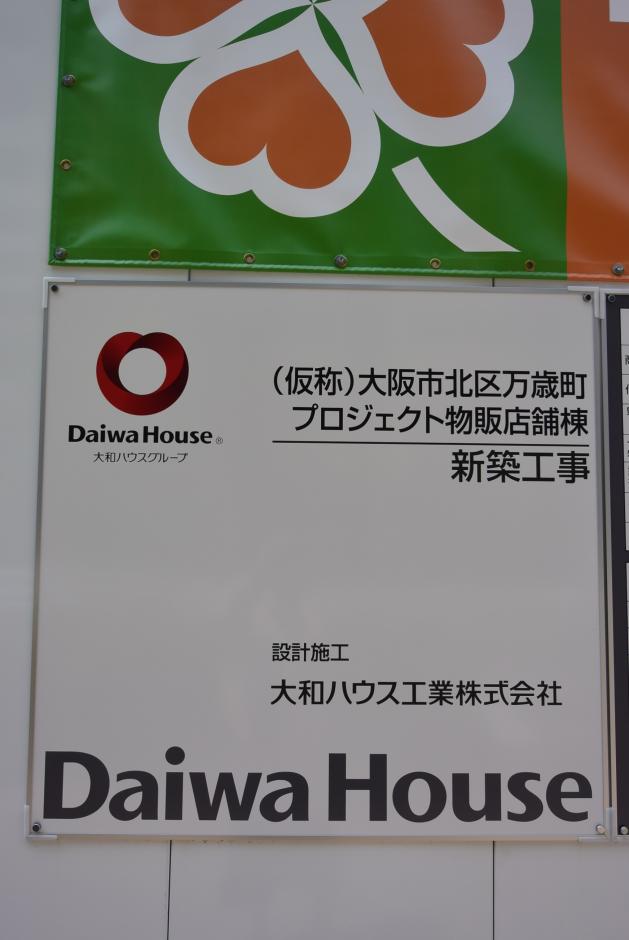 DaiwaHouse®
大和ハウスグループ
(仮称)大阪市北区万歳町
プロジェクト物販店舗棟
新築工事
設計施工
大和ハウス工業株式会社
Daiwa House